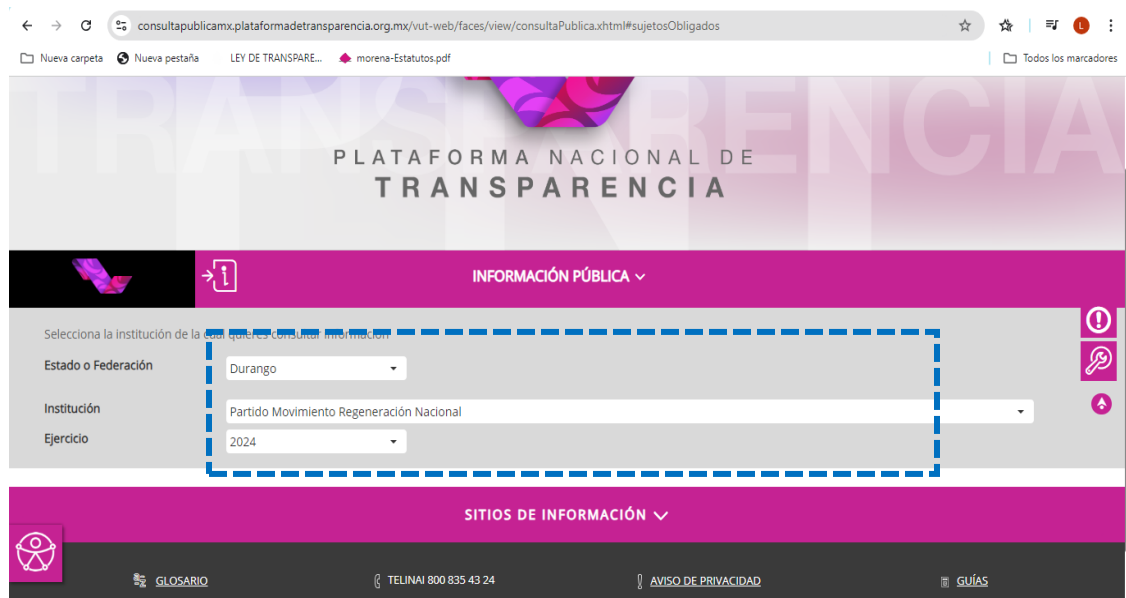 consultapublicamx.plataformadetransparencia.org.mx/vut-web/faces/view/consultaPublica.xhtml#sujetosObligados
L
Nueva carpeta Nueva pestaña LEY DE TRANSPARE... morena-Estatutos.pdf Todos los marcadores
TRANSPARENCIA
PNT
PLATAFORMA NACIONAL DE
TRANSPARENCIA
INFORMACIÓN PÚBLICA
Selecciona la institución de la cual quieres consultar información
Estado o Federación Durango
Institución Partido Movimiento Regeneración Nacional
Ejercicio 2024
SITIOS DE INFORMACIÓN
GLOSARIO TELINAI 800 835 43 24 AVISO DE PRIVACIDAD GUÍAS